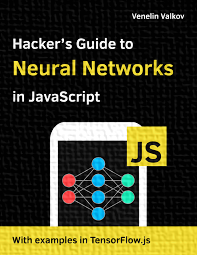 Venelin Valkov
Hacker's Guide to
Neural Networks
in JavaScript
JS
With examples in TensorFlow.js